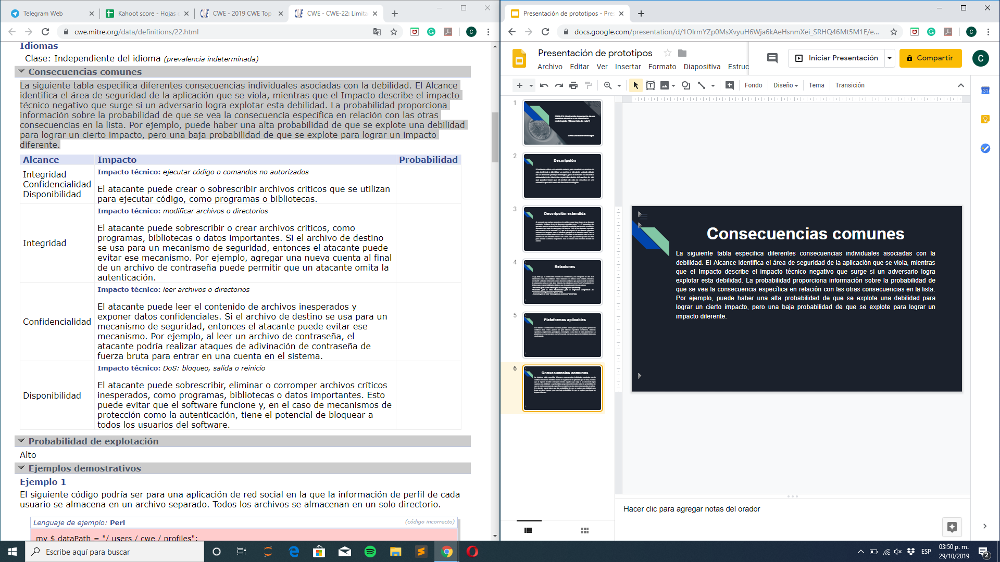 Telegram Web
Kahoot score - Hojas
CWE - 2019 CWE Top
CWE - CWE-22: Limita
cwe.mitre.org/data/definitions/22.html
Idiomas
Clase: Independiente del idioma (prevalencia indeterminada)
Consecuencias comunes
La siguiente tabla especifica diferentes consecuencias individuales asociadas con la debilidad. El Alcance
identifica el área de seguridad de la aplicación que se viola, mientras que el Impacto describe el impacto
técnico negativo que surge si un adversario logra explotar esta debilidad. La probabilidad proporciona
información sobre la probabilidad de que se vea la consecuencia específica en relación con las otras
consecuencias en la lista. Por ejemplo, puede haber una alta probabilidad de que se explote una debilidad
para lograr un cierto impacto, pero una baja probabilidad de que se explote para lograr un impacto
diferente.
Alcance Impacto Probabilidad
Integridad
Confidencialidad
Disponibilidad
Impacto técnico: ejecutar código o comandos no autorizados
El atacante puede crear o sobrescribir archivos críticos que se utilizan
para ejecutar código, como programas o bibliotecas.
Integridad
Impacto técnico: modificar archivos o directorios
El atacante puede sobrescribir o crear archivos críticos, como
programas, bibliotecas o datos importantes. Si el archivo de destino
se usa para un mecanismo de seguridad, entonces el atacante puede
evitar ese mecanismo. Por ejemplo, agregar una nueva cuenta al final
de un archivo de contraseña puede permitir que un atacante omita la
autenticación.
Confidencialidad
Impacto técnico: leer archivos o directorios
El atacante puede leer el contenido de archivos inesperados y
exponer datos confidenciales. Si el archivo de destino se usa para un
mecanismo de seguridad, entonces el atacante puede evitar ese
mecanismo. Por ejemplo, al leer un archivo de contraseña, el
atacante podría realizar ataques de adivinación de contraseña de
fuerza bruta para entrar en una cuenta en el sistema.
Disponibilidad
Impacto técnico: DoS: bloqueo, salida o reinicio
El atacante puede sobrescribir, eliminar o corromper archivos críticos
inesperados, como programas, bibliotecas o datos importantes. Esto
puede evitar que el software funcione y, en el caso de mecanismos de
protección como la autenticación, tiene el potencial de bloquear a
todos los usuarios del software.
Probabilidad de explotación
Alto
Ejemplos demostrativos
Ejemplo 1
El siguiente código podría ser para una aplicación de red social en la que la información de perfil de cada
usuario se almacena en un archivo separado. Todos los archivos se almacenan en un solo directorio.
Lenguaje de ejemplo: Perl (código incorrecto)
my $ dataPath = "/ users / cwe / profiles";
Presentación de prototipos - Pre
docs.google.com/presentation/d/1OlrmYZp0MsXvyuH6Wja6kAeHsnmXei_SRHQ46Mt5M1E/e...
Presentación de prototipos
Archivo Editar Ver Insertar Formato Diapositiva Estruc
Iniciar Presentación
Compartir
C
Fondo Diseño Tema Transición
1
CWE-22: Limitación incorrecta de un
nombre de ruta a un directorio
restringido ("Recorrido de ruta")
2
Descripción
3
Descripción extendida
4
Relaciones
5
Plataformas aplicables
6
Consecuencias comunes
Consecuencias comunes
La siguiente tabla especifica diferentes consecuencias individuales asociadas con la
debilidad. El Alcance identifica el área de seguridad de la aplicación que se viola, mientras
que el Impacto describe el impacto técnico negativo que surge si un adversario logra
explotar esta debilidad. La probabilidad proporciona información sobre la probabilidad de
que se vea la consecuencia específica en relación con las otras consecuencias en la lista.
Por ejemplo, puede haber una alta probabilidad de que se explote una debilidad para
lograr un cierto impacto, pero una baja probabilidad de que se explote para lograr un
impacto diferente.
Hacer clic para agregar notas del orador
31
Escribe aquí para buscar
ESP
03:50 p. m.
29/10/2019
2